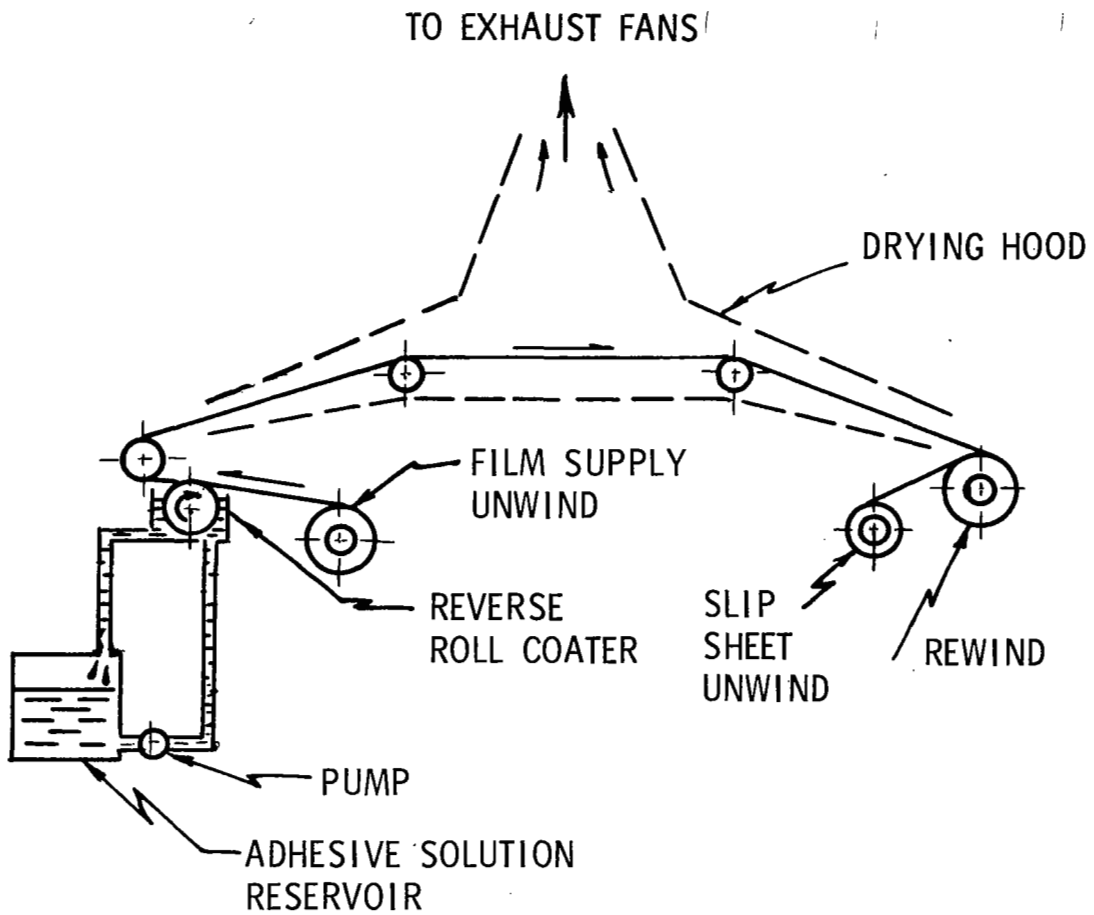 TO EXHAUST FANS
DRYING HOOD
FILM SUPPLY
UNWIND
REVERSE
ROLL COATER
SLIP
SHEET
UNWIND
REWIND
PUMP
ADHESIVE SOLUTION
RESERVOIR